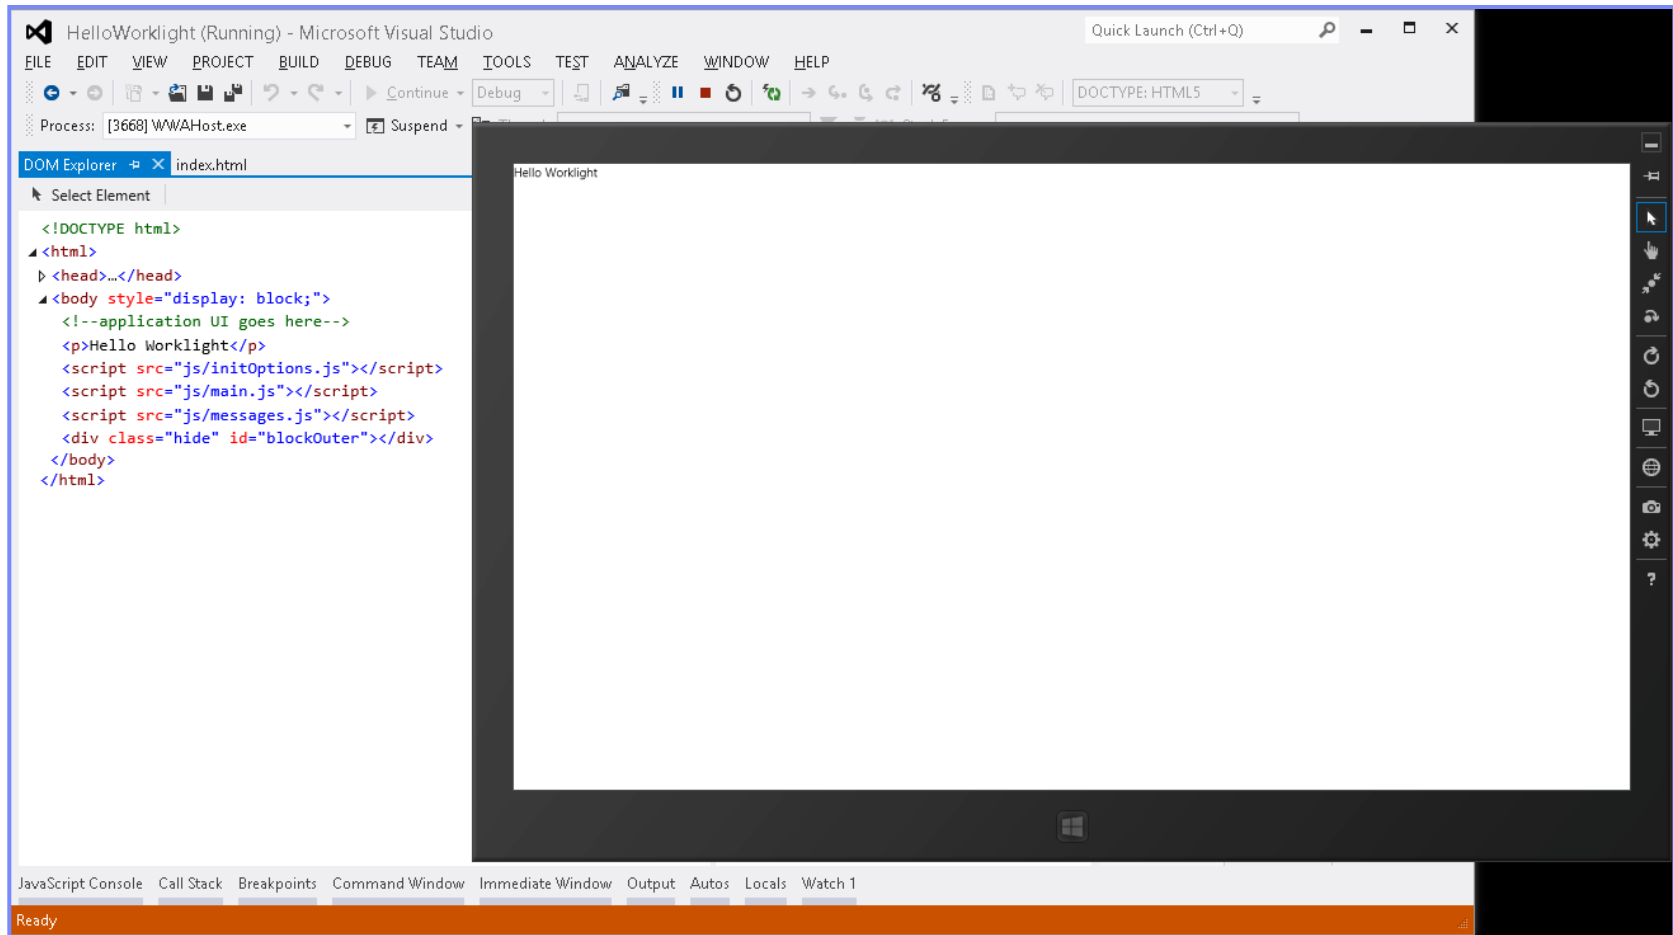 HelloWorklight (Running) - Microsoft Visual Studio
Quick Launch (Ctrl+Q)
FILE EDIT VIEW PROJECT BUILD DEBUG TEAM TOOLS TEST ANALYZE WINDOW HELP
Continue Debug DOCTYPE: HTML5
Process: [3668] WWAHost.exe Suspend
DOM Explorer index.html
Select Element
<!DOCTYPE html>
<html>
<head>…</head>
<body style="display: block;">
<!--application UI goes here-->
<p>Hello Worklight</p>
<script src="js/initOptions.js"></script>
<script src="js/main.js"></script>
<script src="js/messages.js"></script>
<div class="hide" id="blockOuter"></div>
</body>
</html>
Hello Worklight
?
JavaScript Console Call Stack Breakpoints Command Window Immediate Window Output Autos Locals Watch 1
Ready